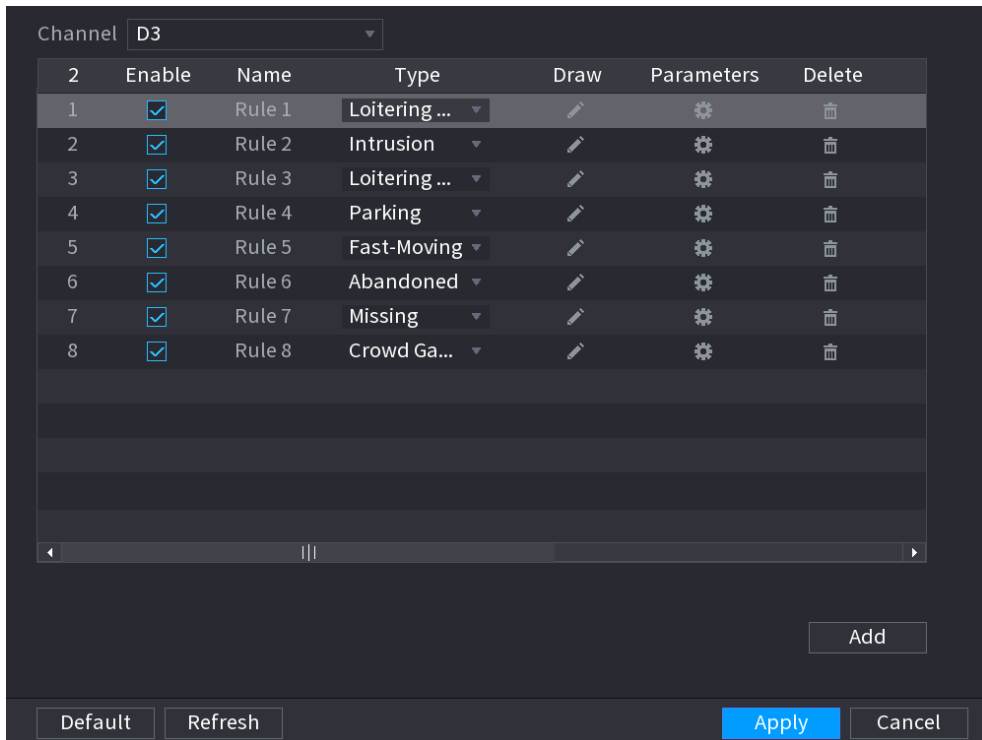 Channel D3
2 Enable Name Type Draw Parameters Delete
1 Rule 1 Loitering ...
2 Rule 2 Intrusion
3 Rule 3 Loitering ...
4 Rule 4 Parking
5 Rule 5 Fast-Moving
6 Rule 6 Abandoned
7 Rule 7 Missing
8 Rule 8 Crowd Ga...
Add
Default Refresh Apply Cancel